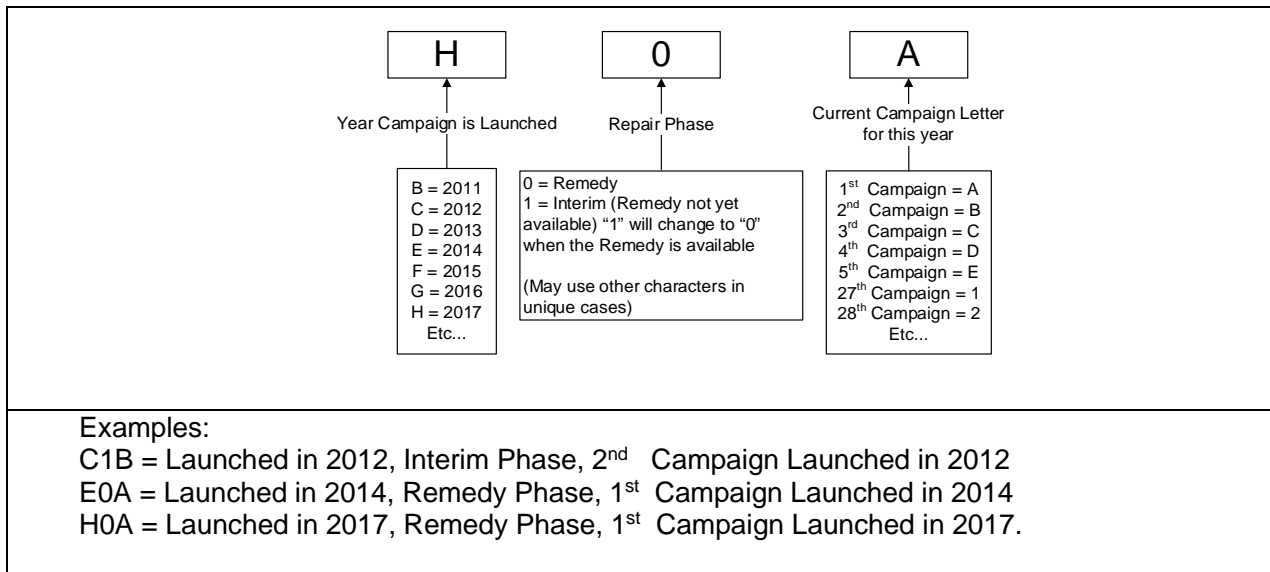 H 0 A
Year Campaign is Launched
Repair Phase
Current Campaign Letter
for this year
B = 2011
C = 2012
D = 2013
E = 2014
F = 2015
G = 2016
H = 2017
Etc...
0 = Remedy
1 = Interim (Remedy not yet
available) “1” will change to “0”
when the Remedy is available
(May use other characters in
unique cases)
1st Campaign = A
2nd Campaign = B
3rd Campaign = C
4th Campaign = D
5th Campaign = E
27th Campaign = 1
28th Campaign = 2
Etc...
Examples:
C1B = Launched in 2012, Interim Phase, 2nd Campaign Launched in 2012
E0A = Launched in 2014, Remedy Phase, 1st Campaign Launched in 2014
H0A = Launched in 2017, Remedy Phase, 1st Campaign Launched in 2017.